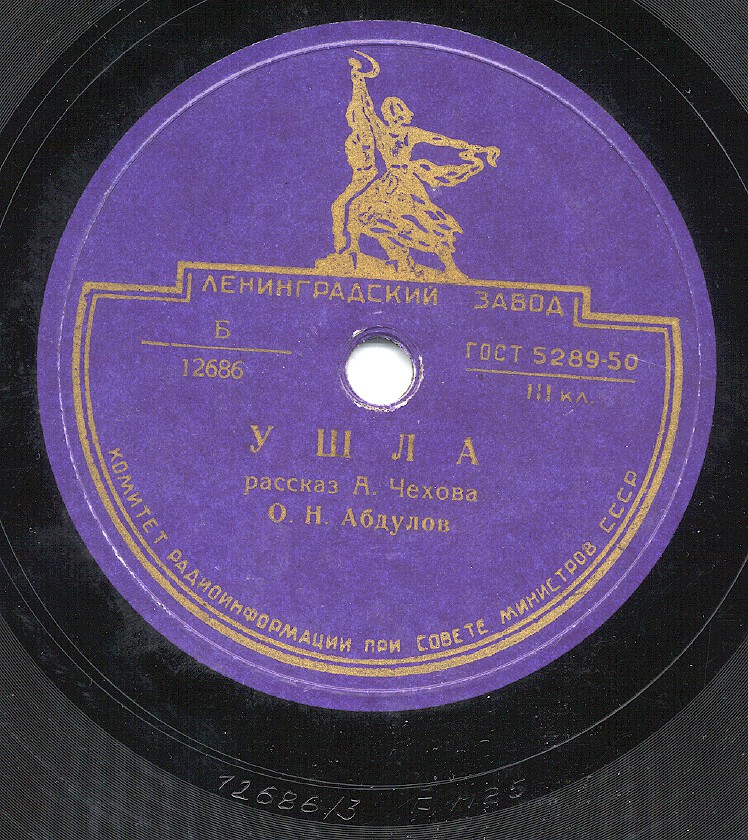 ЛЕНИНГРАДСКИЙ ЗАВОД
Б
12686
ГОСТ 5289-50
III кл.
УШЛА
рассказ А. Чехова
О. Н. Абдулов
КОМИТЕТ РАДИОИНФОРМАЦИИ ПРИ СОВЕТЕ МИНИСТРОВ СССР
12686/3